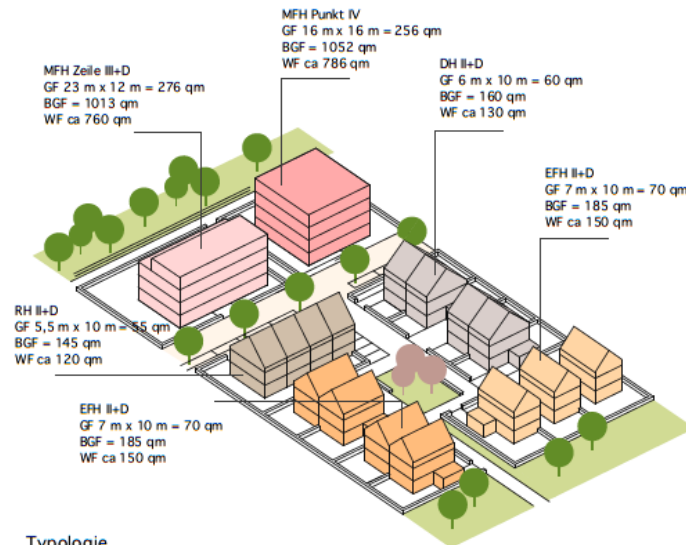 MFH Punkt IV
GF 16 m x 16 m = 256 qm
BGF = 1052 qm
WF ca 786 qm
MFH Zeile III+D
GF 23 m x 12 m = 276 qm
BGF = 1013 qm
WF ca 760 qm
DH II+D
GF 6 m x 10 m = 60 qm
BGF = 160 qm
WF ca 130 qm
EFH II+D
GF 7 m x 10 m = 70 qm
BGF = 185 qm
WF ca 150 qm
RH II+D
GF 5,5 m x 10 m = 55 qm
BGF = 145 qm
WF ca 120 qm
EFH II+D
GF 7 m x 10 m = 70 qm
BGF = 185 qm
WF ca 150 qm
Typologie